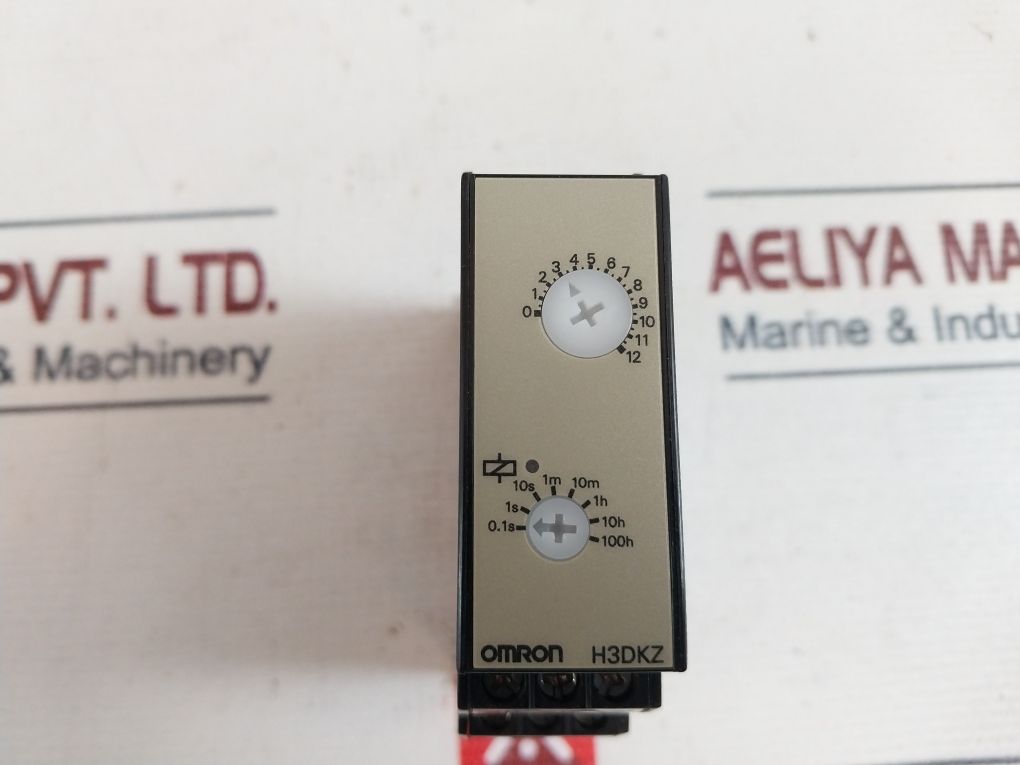 PVT. LTD.
& Machinery
AELIYA MA
Marine & Indu
0 1 2 3 4 5 6 7 8 9 10 11 12
0.1s 1s 10s 1m 10m 1h 10h 100h
OMRON H3DKZ